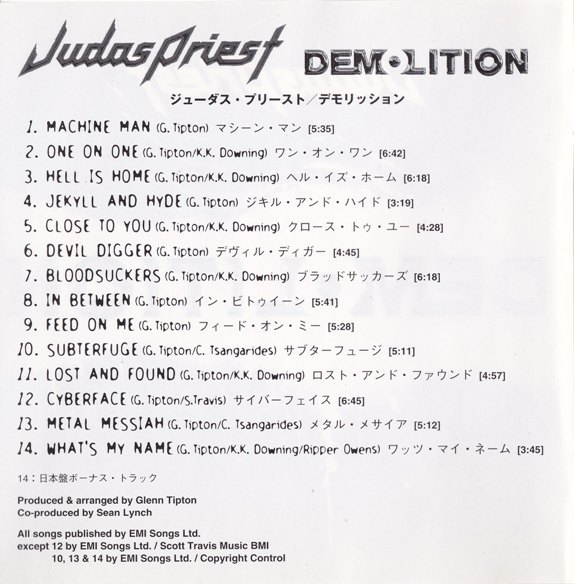 Judas Priest DEMOLITION
ジューダス・プリースト／デモリッション
1. MACHINE MAN (G. Tipton) マシーン・マン [5:35]
2. ONE ON ONE (G. Tipton/K.K. Downing) ワン・オン・ワン [6:42]
3. HELL IS HOME (G. Tipton/K.K. Downing) ヘル・イズ・ホーム [6:18]
4. JEKYLL AND HYDE (G. Tipton) ジキル・アンド・ハイド [3:19]
5. CLOSE TO YOU (G. Tipton/K.K. Downing) クロース・トゥ・ユー [4:28]
6. DEVIL DIGGER (G. Tipton) デヴィル・ディガー [4:45]
7. BLOODSUCKERS (G. Tipton/K.K. Downing) ブラッドサッカーズ [6:18]
8. IN BETWEEN (G. Tipton) イン・ビトゥイーン [5:41]
9. FEED ON ME (G. Tipton) フィード・オン・ミー [5:28]
10. SUBTERFUGE (G. Tipton/C. Tsangarides) サブターフュージ [5:11]
11. LOST AND FOUND (G. Tipton/K.K. Downing) ロスト・アンド・ファウンド [4:57]
12. CYBERFACE (G. Tipton/S.Travis) サイバーフェイス [6:45]
13. METAL MESSIAH (G. Tipton/C. Tsangarides) メタル・メサイア [5:12]
14. WHAT'S MY NAME (G. Tipton/K.K. Downing/Ripper Owens) ワッツ・マイ・ネーム [3:45]
14：日本盤ボーナス・トラック
Produced & arranged by Glenn Tipton
Co-produced by Sean Lynch
All songs published by EMI Songs Ltd.
except 12 by EMI Songs Ltd. / Scott Travis Music BMI
10, 13 & 14 by EMI Songs Ltd. / Copyright Control